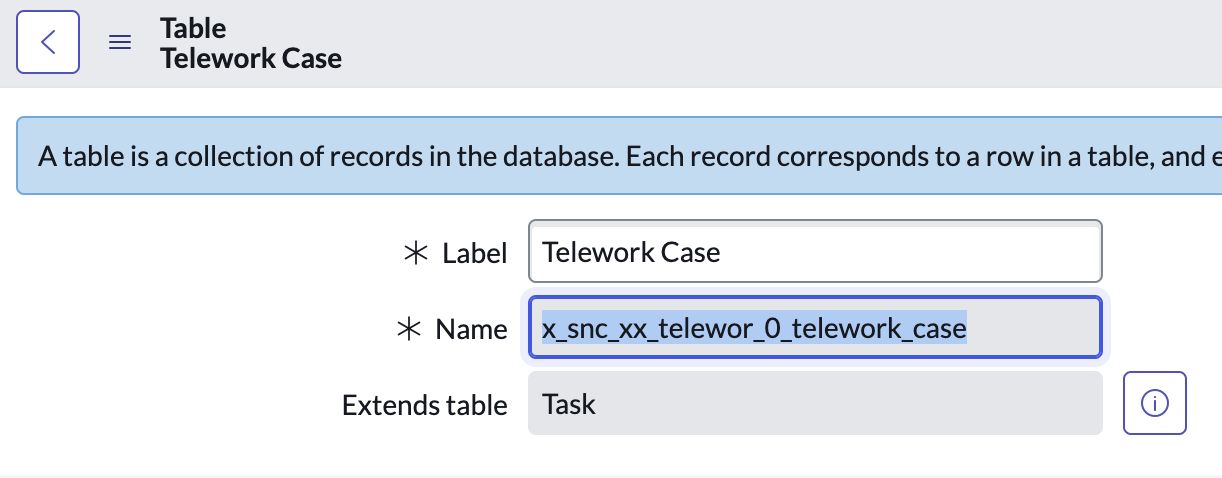 Table
Telework Case
A table is a collection of records in the database. Each record corresponds to a row in a table, and
Label
Telework Case
Name
x_snc_xx_telewor_0_telework_case
Extends table
Task